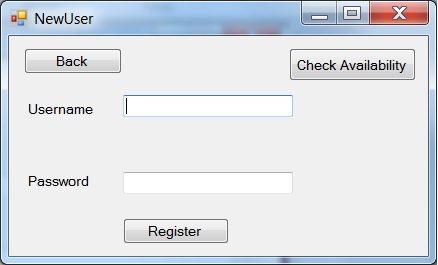 NewUser
Back
Check Availability
Username
Password
Register